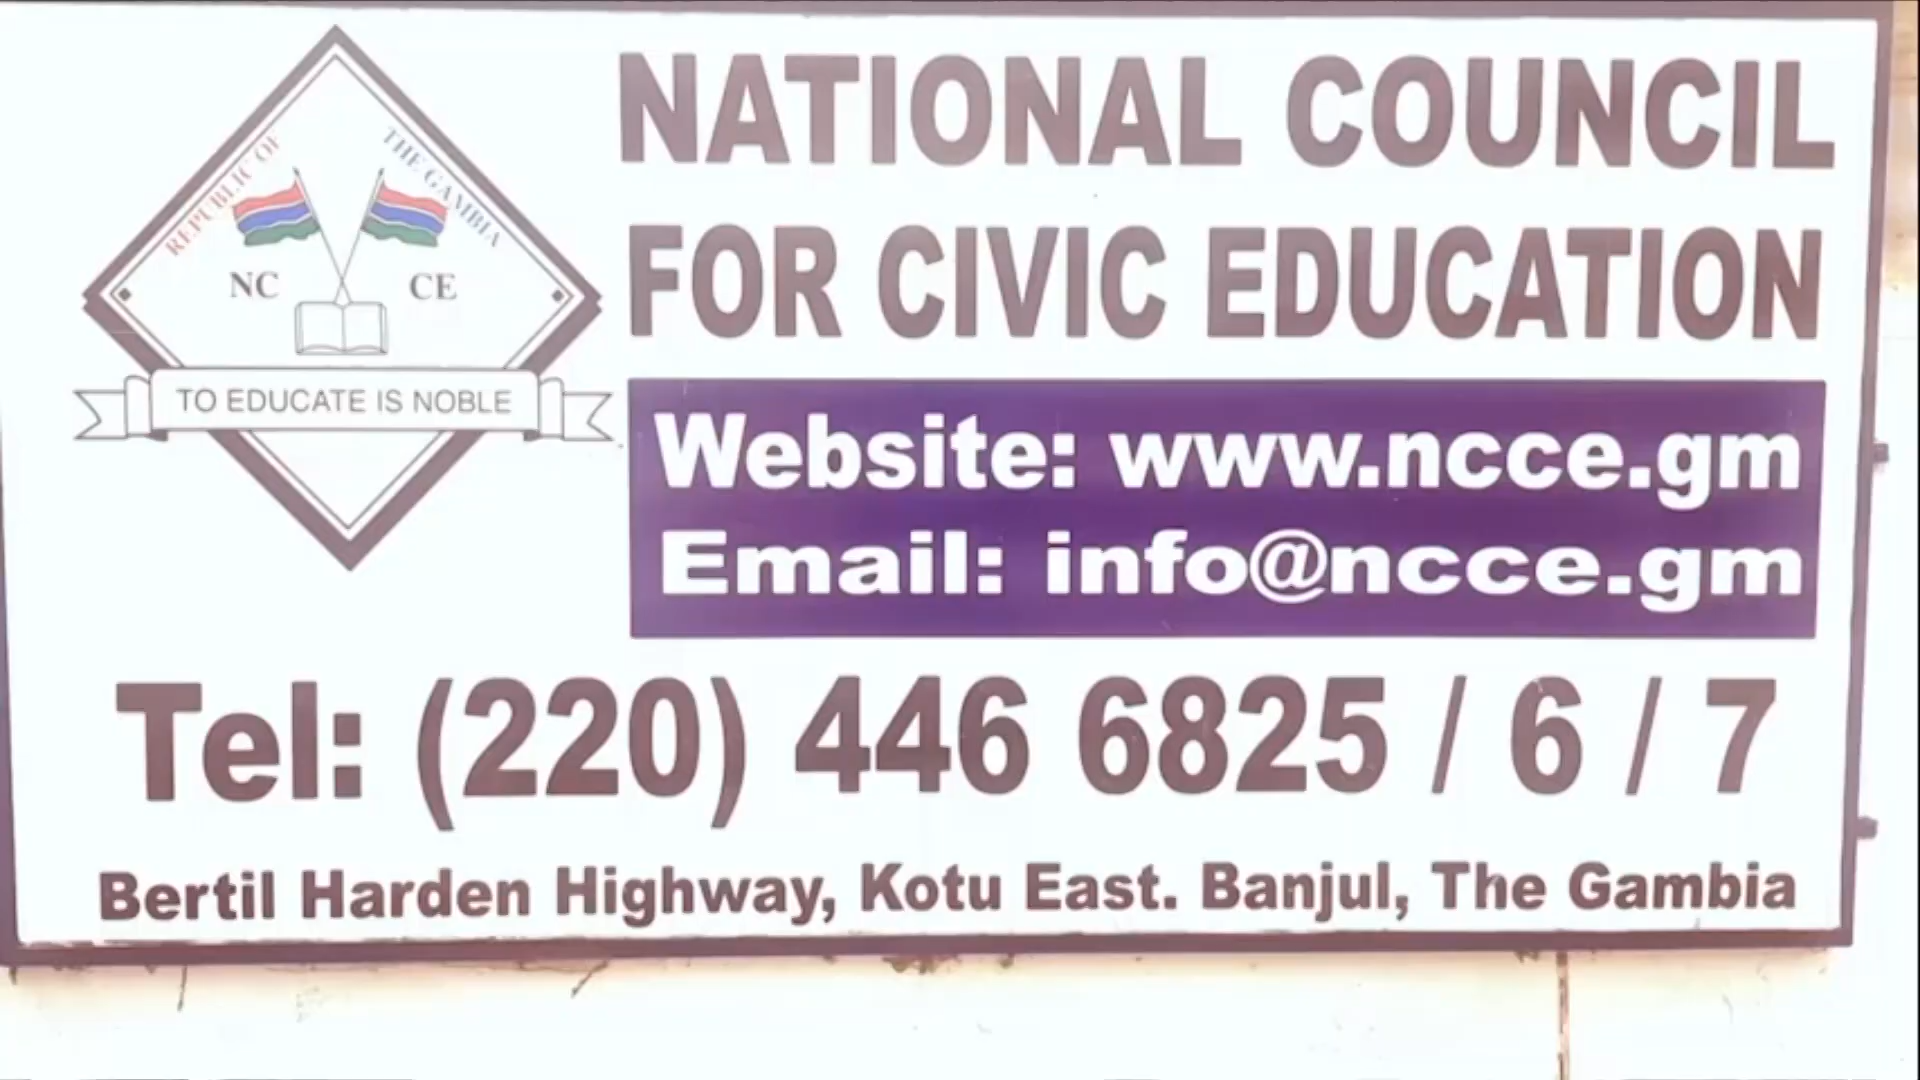 REPUBLIC OF THE GAMBIA
NC CE
TO EDUCATE IS NOBLE
NATIONAL COUNCIL
FOR CIVIC EDUCATION
Website: www.ncce.gm
Email: info@ncce.gm
Tel: (220) 446 6825 / 6 / 7
Bertil Harden Highway, Kotu East. Banjul, The Gambia